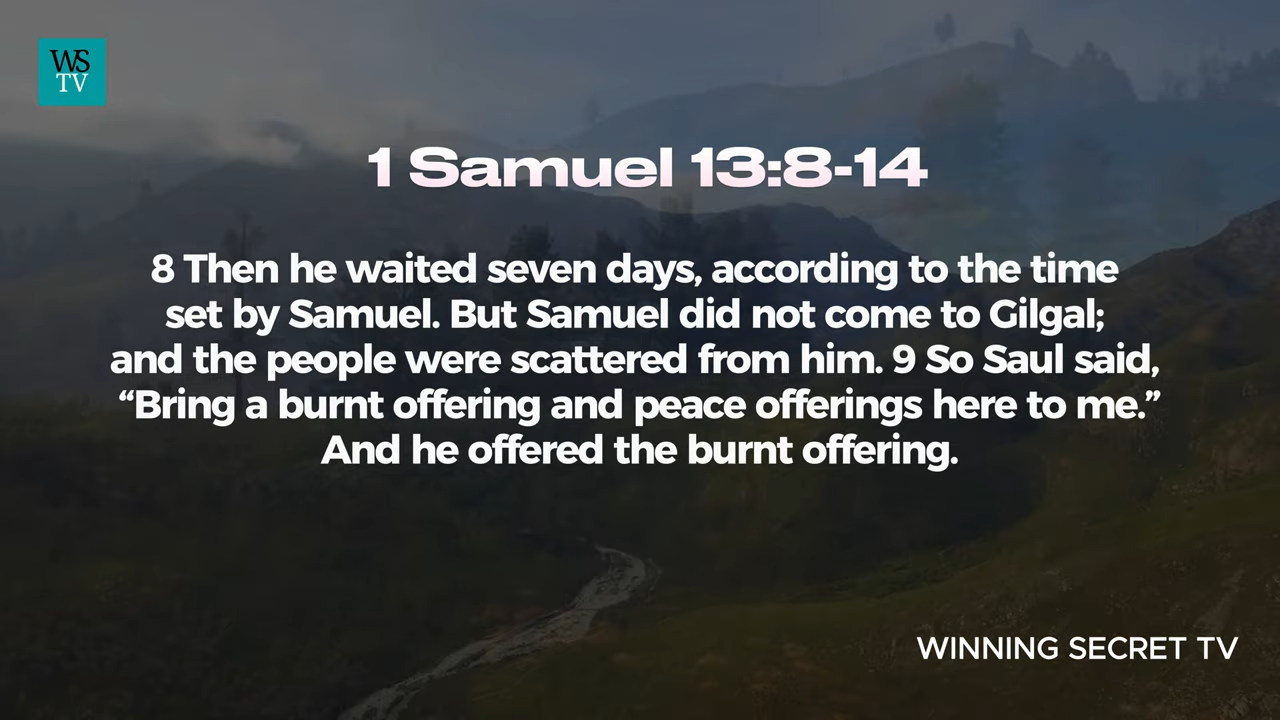 WS
TV
1 Samuel 13:8-14
8 Then he waited seven days, according to the time
set by Samuel. But Samuel did not come to Gilgal;
and the people were scattered from him. 9 So Saul said,
“Bring a burnt offering and peace offerings here to me.”
And he offered the burnt offering.
WINNING SECRET TV